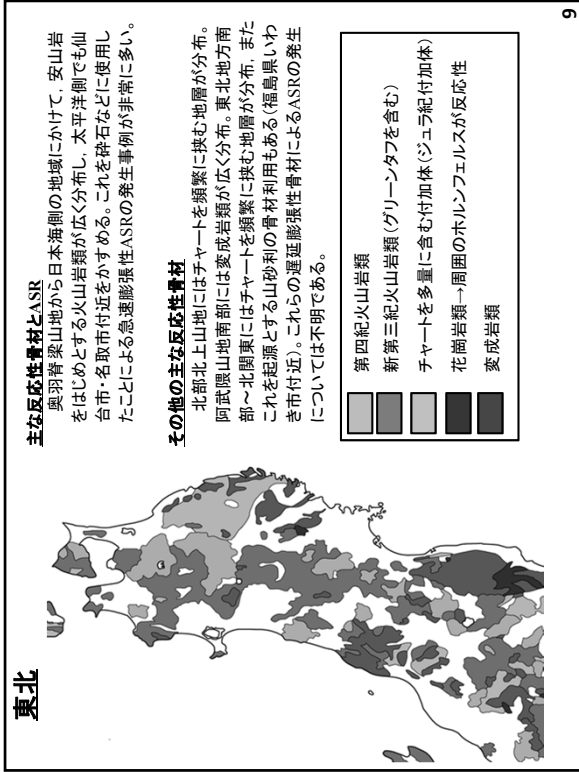 東北
主な反応性骨材とASR
奥羽脊梁山地から日本海側の地域にかけて，安山岩
をはじめとする火山岩類が広く分布し，太平洋側でも仙
台市・名取市付近をかすめる。これを砕石などに使用し
たことによる急速膨張性ASRの発生事例が非常に多い。
その他の主な反応性骨材
北部北上山地にはチャートを頻繁に挟む地層が分布。
阿武隈山地南部には変成岩類が広く分布。東北地方南
部～北関東にはチャートを頻繁に挟む地層が分布，また
これを起源とする山砂利の骨材利用もある（福島県いわ
き市付近）。これらの遅延膨張性骨材によるASRの発生
については不明である。
第四紀火山岩類
新第三紀火山岩類（グリーンタフを含む）
チャートを多量に含む付加体（ジュラ紀付加体）
花崗岩類→周囲のホルンフェルスが反応性
変成岩類
9